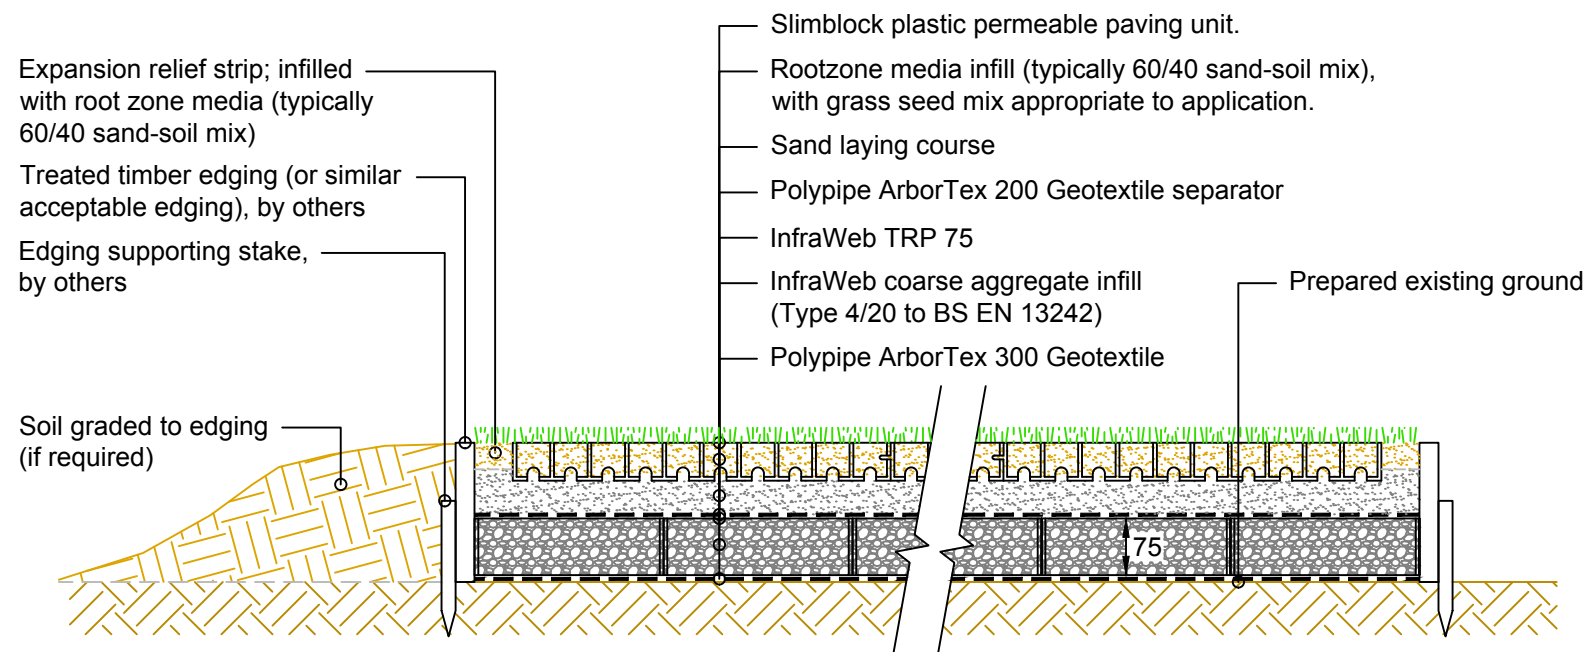 Slimblock plastic permeable paving unit.
Expansion relief strip; infilled
with root zone media (typically
60/40 sand-soil mix)
Rootzone media infill (typically 60/40 sand-soil mix),
with grass seed mix appropriate to application.
Sand laying course
Treated timber edging (or similar
acceptable edging), by others
Polypipe ArborTex 200 Geotextile separator
Edging supporting stake,
by others
InfraWeb TRP 75
InfraWeb coarse aggregate infill
(Type 4/20 to BS EN 13242)
Prepared existing ground
Polypipe ArborTex 300 Geotextile
Soil graded to edging
(if required)
75